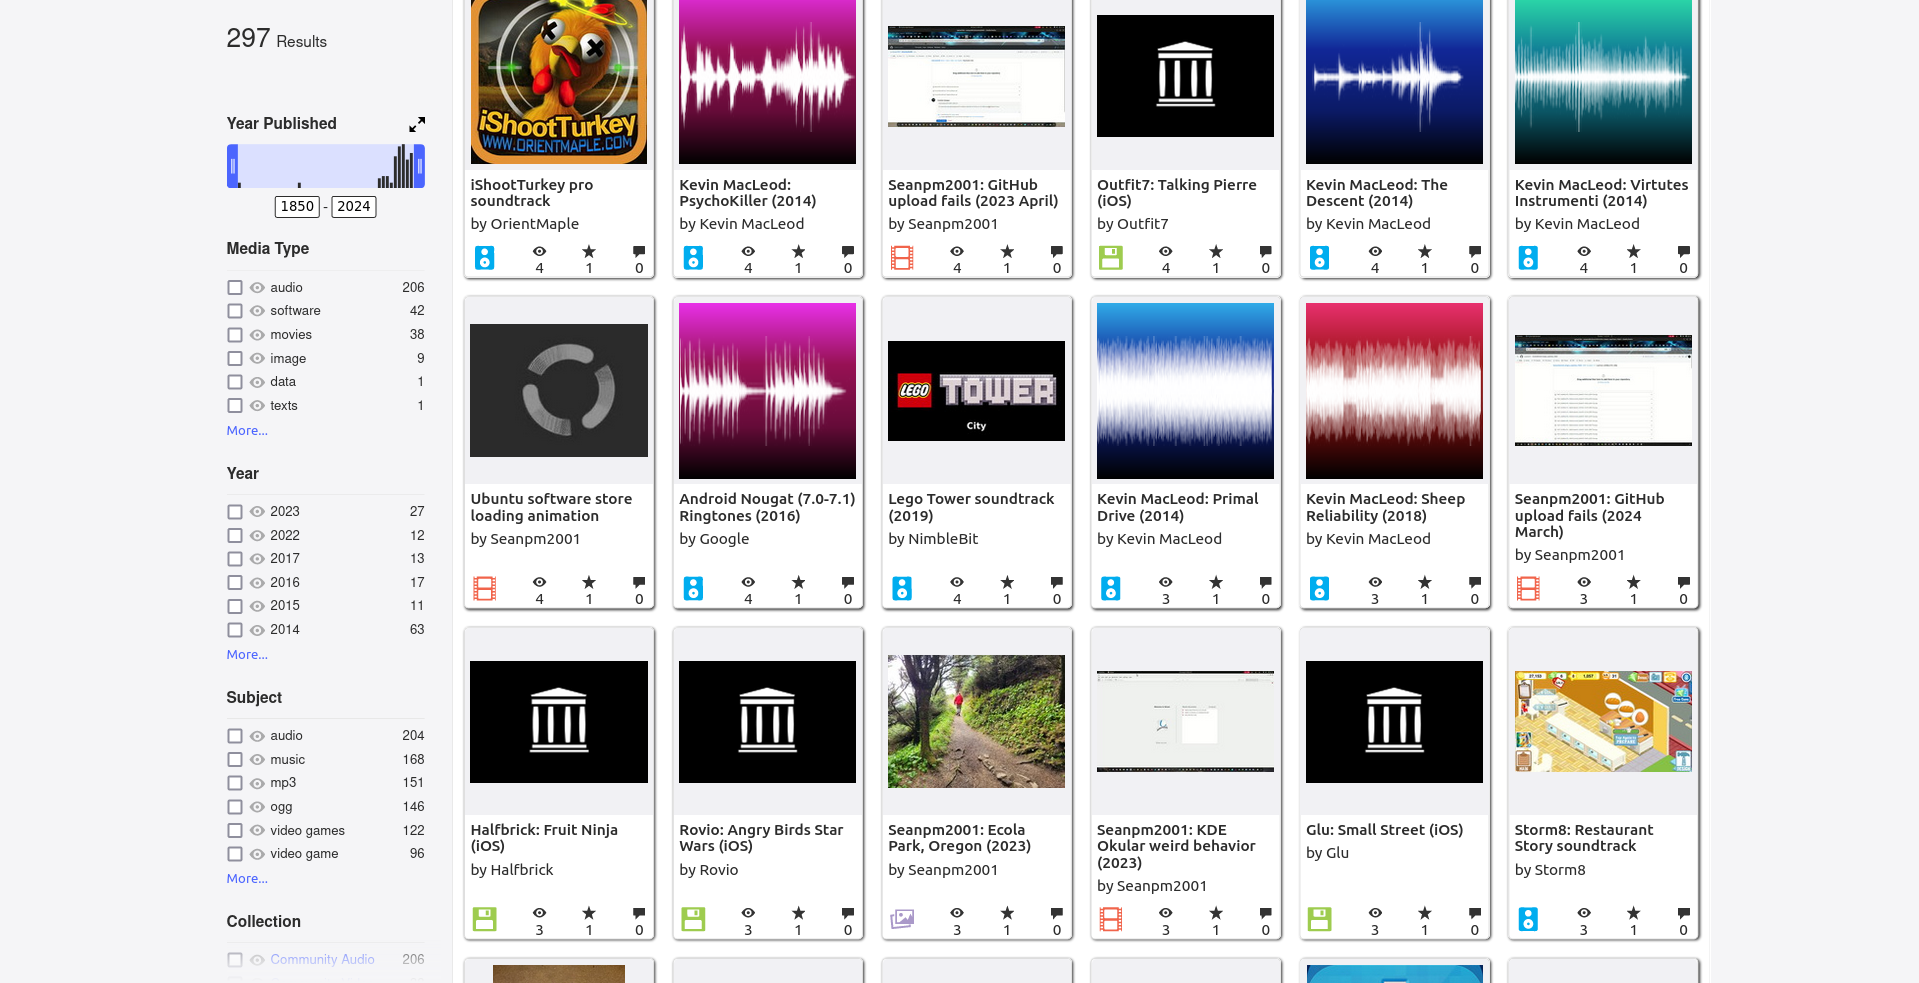 297 Results
Year Published
1850 - 2024
Media Type
audio 206
software 42
movies 38
image 9
data 1
texts 1
More...
Year
2023 27
2022 12
2017 13
2016 17
2015 11
2014 63
More...
Subject
audio 204
music 168
mp3 151
ogg 146
video games 122
video game 96
More...
Collection
Community Audio 206
iShootTurkey
WWW.ORIENTMAPLE.COM
iShootTurkey pro
soundtrack
by OrientMaple
4 1 0
Kevin MacLeod:
PsychoKiller (2014)
by Kevin MacLeod
4 1 0
Seanpm2001: GitHub
upload fails (2023 April)
by Seanpm2001
4 1 0
Outfit7: Talking Pierre
(iOS)
by Outfit7
4 1 0
Kevin MacLeod: The
Descent (2014)
by Kevin MacLeod
4 1 0
Kevin MacLeod: Virtutes
Instrumenti (2014)
by Kevin MacLeod
4 1 0
Ubuntu software store
loading animation
by Seanpm2001
4 1 0
Android Nougat (7.0-7.1)
Ringtones (2016)
by Google
4 1 0
LEGO TOWER
City
Lego Tower soundtrack
(2019)
by NimbleBit
4 1 0
Kevin MacLeod: Primal
Drive (2014)
by Kevin MacLeod
3 1 0
Kevin MacLeod: Sheep
Reliability (2018)
by Kevin MacLeod
3 1 0
Seanpm2001: GitHub
upload fails (2024
March)
by Seanpm2001
3 1 0
Halfbrick: Fruit Ninja
(iOS)
by Halfbrick
3 1 0
Rovio: Angry Birds Star
Wars (iOS)
by Rovio
3 1 0
Seanpm2001: Ecola
Park, Oregon (2023)
by Seanpm2001
3 1 0
Seanpm2001: KDE
Okular weird behavior
(2023)
by Seanpm2001
3 1 0
Glu: Small Street (iOS)
by Glu
3 1 0
Storm8: Restaurant
Story soundtrack
by Storm8
3 1 0